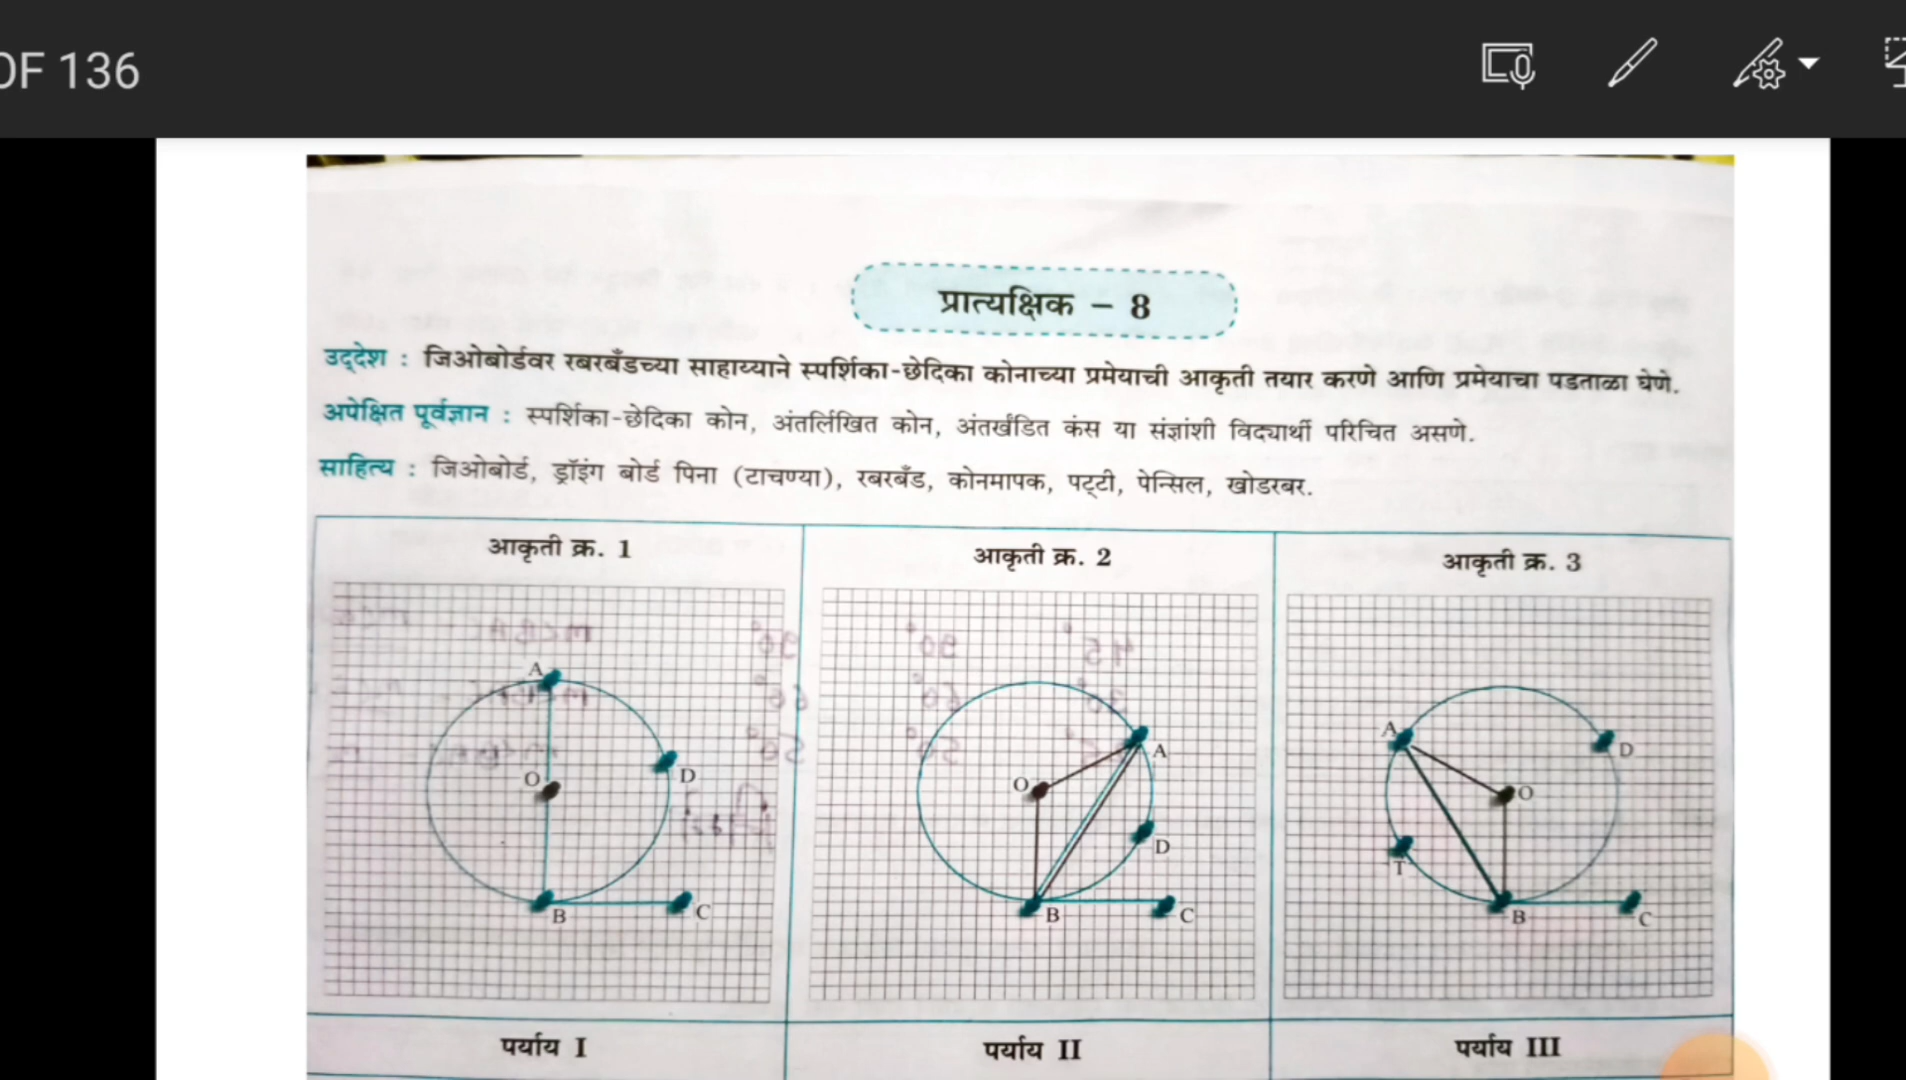 OF 136
प्रात्यक्षिक – 8
उद्‌देश : जिओबोर्डवर रबरबँडच्या साहाय्याने स्पर्शिका-छेदिका कोनाच्या प्रमेयाची आकृती तयार करणे आणि प्रमेयाचा पडताळा घेणे.
अपेक्षित पूर्वज्ञान : स्पर्शिका-छेदिका कोन, अंतर्लिखित कोन, अंतर्खंडित कंस या संज्ञांशी विद्यार्थी परिचित असणे.
साहित्य : जिओबोर्ड, ड्रॉइंग बोर्ड पिना (टाचण्या), रबरबँड, कोनमापक, पट्‌टी, पेन्सिल, खोडरबर.
आकृती क्र. 1
A
O
D
B
C
पर्याय I
आकृती क्र. 2
O
A
D
B
C
पर्याय II
आकृती क्र. 3
A
D
O
T
B
C
पर्याय III